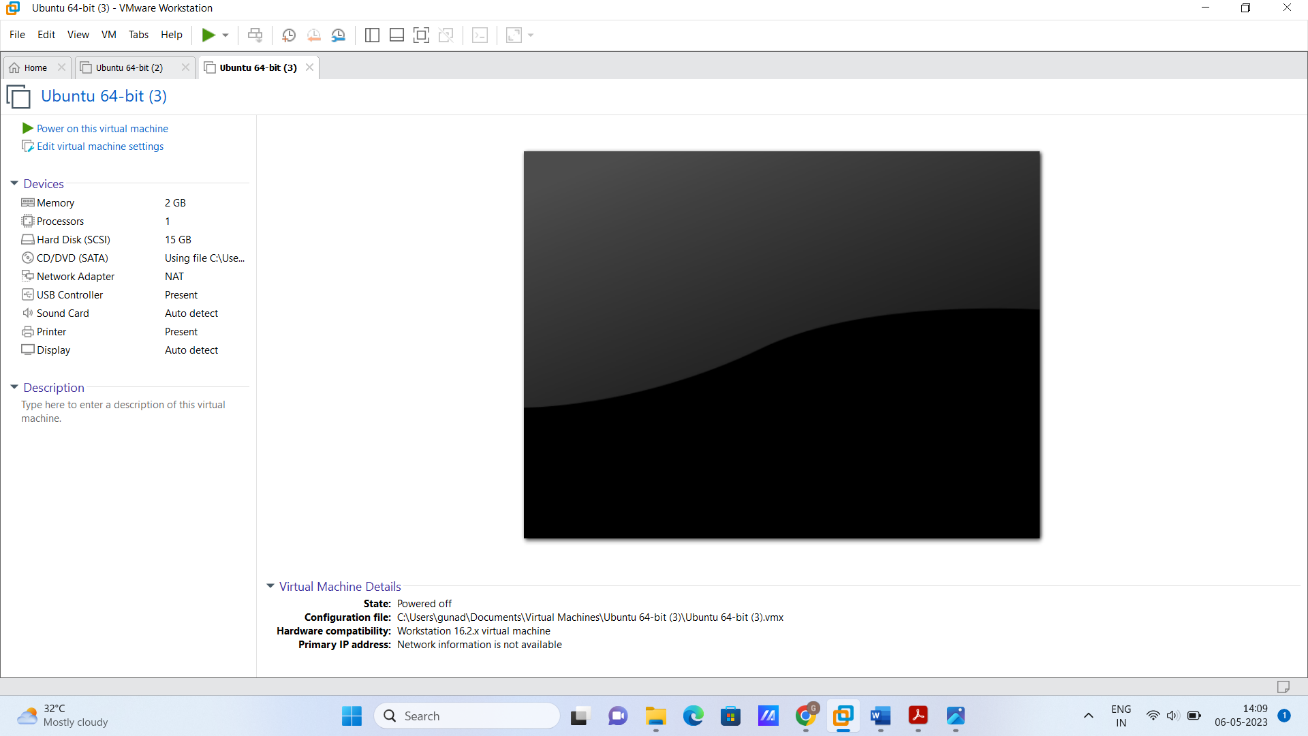 Ubuntu 64-bit (3) - VMware Workstation
File Edit View VM Tabs Help
Home Ubuntu 64-bit (2) Ubuntu 64-bit (3)
Ubuntu 64-bit (3)
Power on this virtual machine
Edit virtual machine settings
Devices
Memory 2 GB
Processors 1
Hard Disk (SCSI) 15 GB
CD/DVD (SATA) Using file C:\Use...
Network Adapter NAT
USB Controller Present
Sound Card Auto detect
Printer Present
Display Auto detect
Description
Type here to enter a description of this virtual
machine.
Virtual Machine Details
State: Powered off
Configuration file: C:\Users\gunad\Documents\Virtual Machines\Ubuntu 64-bit (3)\Ubuntu 64-bit (3).vmx
Hardware compatibility: Workstation 16.2.x virtual machine
Primary IP address: Network information is not available
32°C
Mostly cloudy
Search
G
ENG
IN
14:09
06-05-2023
1